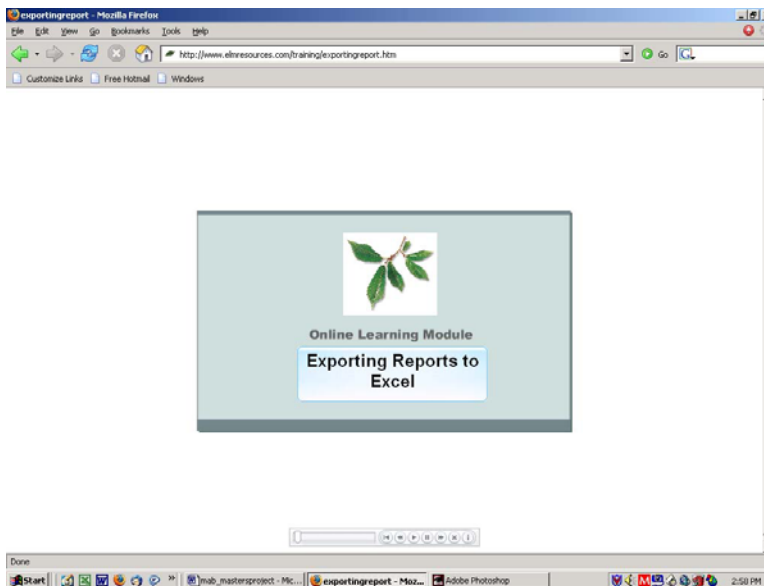 exportingreport - Mozilla Firefox
File Edit View Go Bookmarks Tools Help
http://www.elmresources.com/training/exportingreport.htm
Go
G
Customize Links Free Hotmail Windows
Online Learning Module
Exporting Reports to
Excel
Done
Start
mab_mastersproject - Mic...
exportingreport - Moz...
Adobe Photoshop
2:58 PM